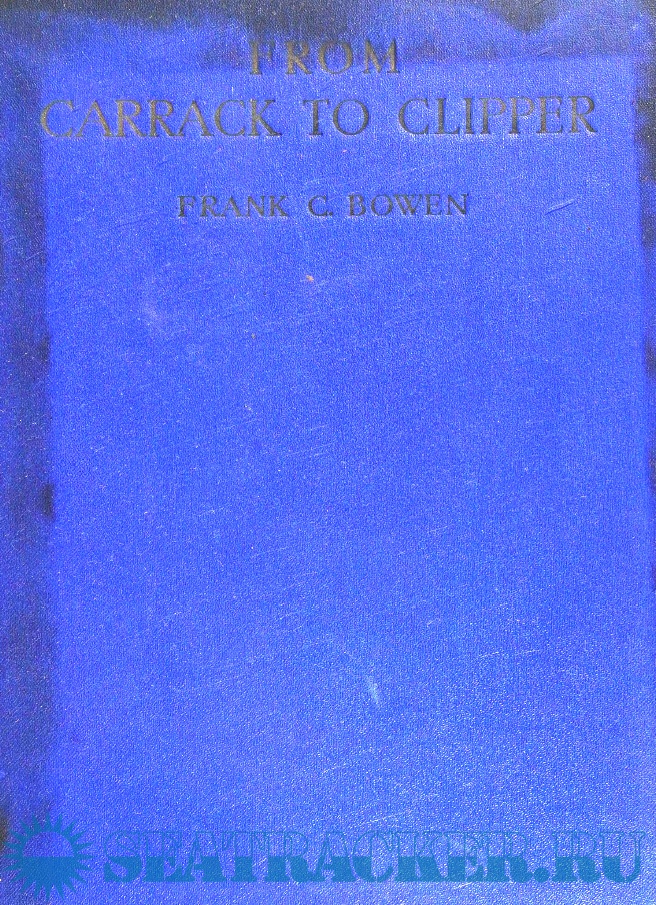 FROM
CARRACK TO CLIPPER
FRANK C. BOWEN
SEATRACKER.RU